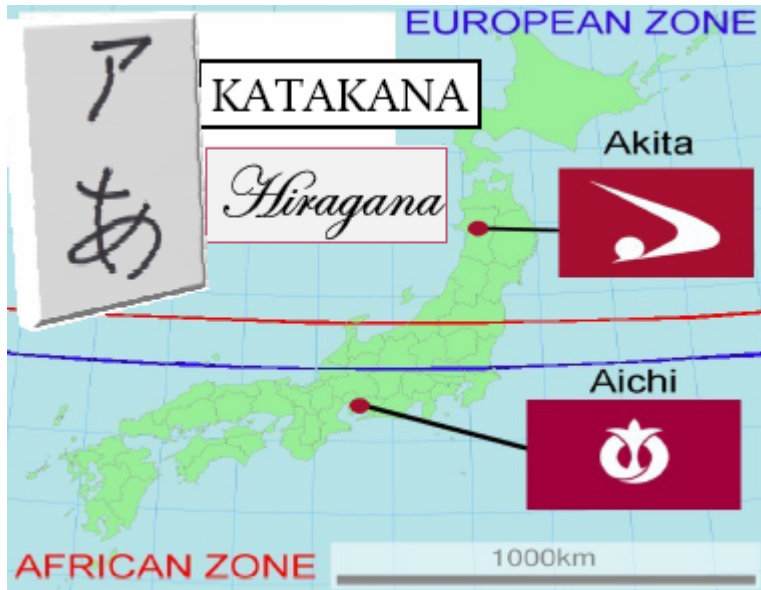 EUROPEAN ZONE
ア
KATAKANA
あ
Hiragana
Akita
Aichi
AFRICAN ZONE
1000km